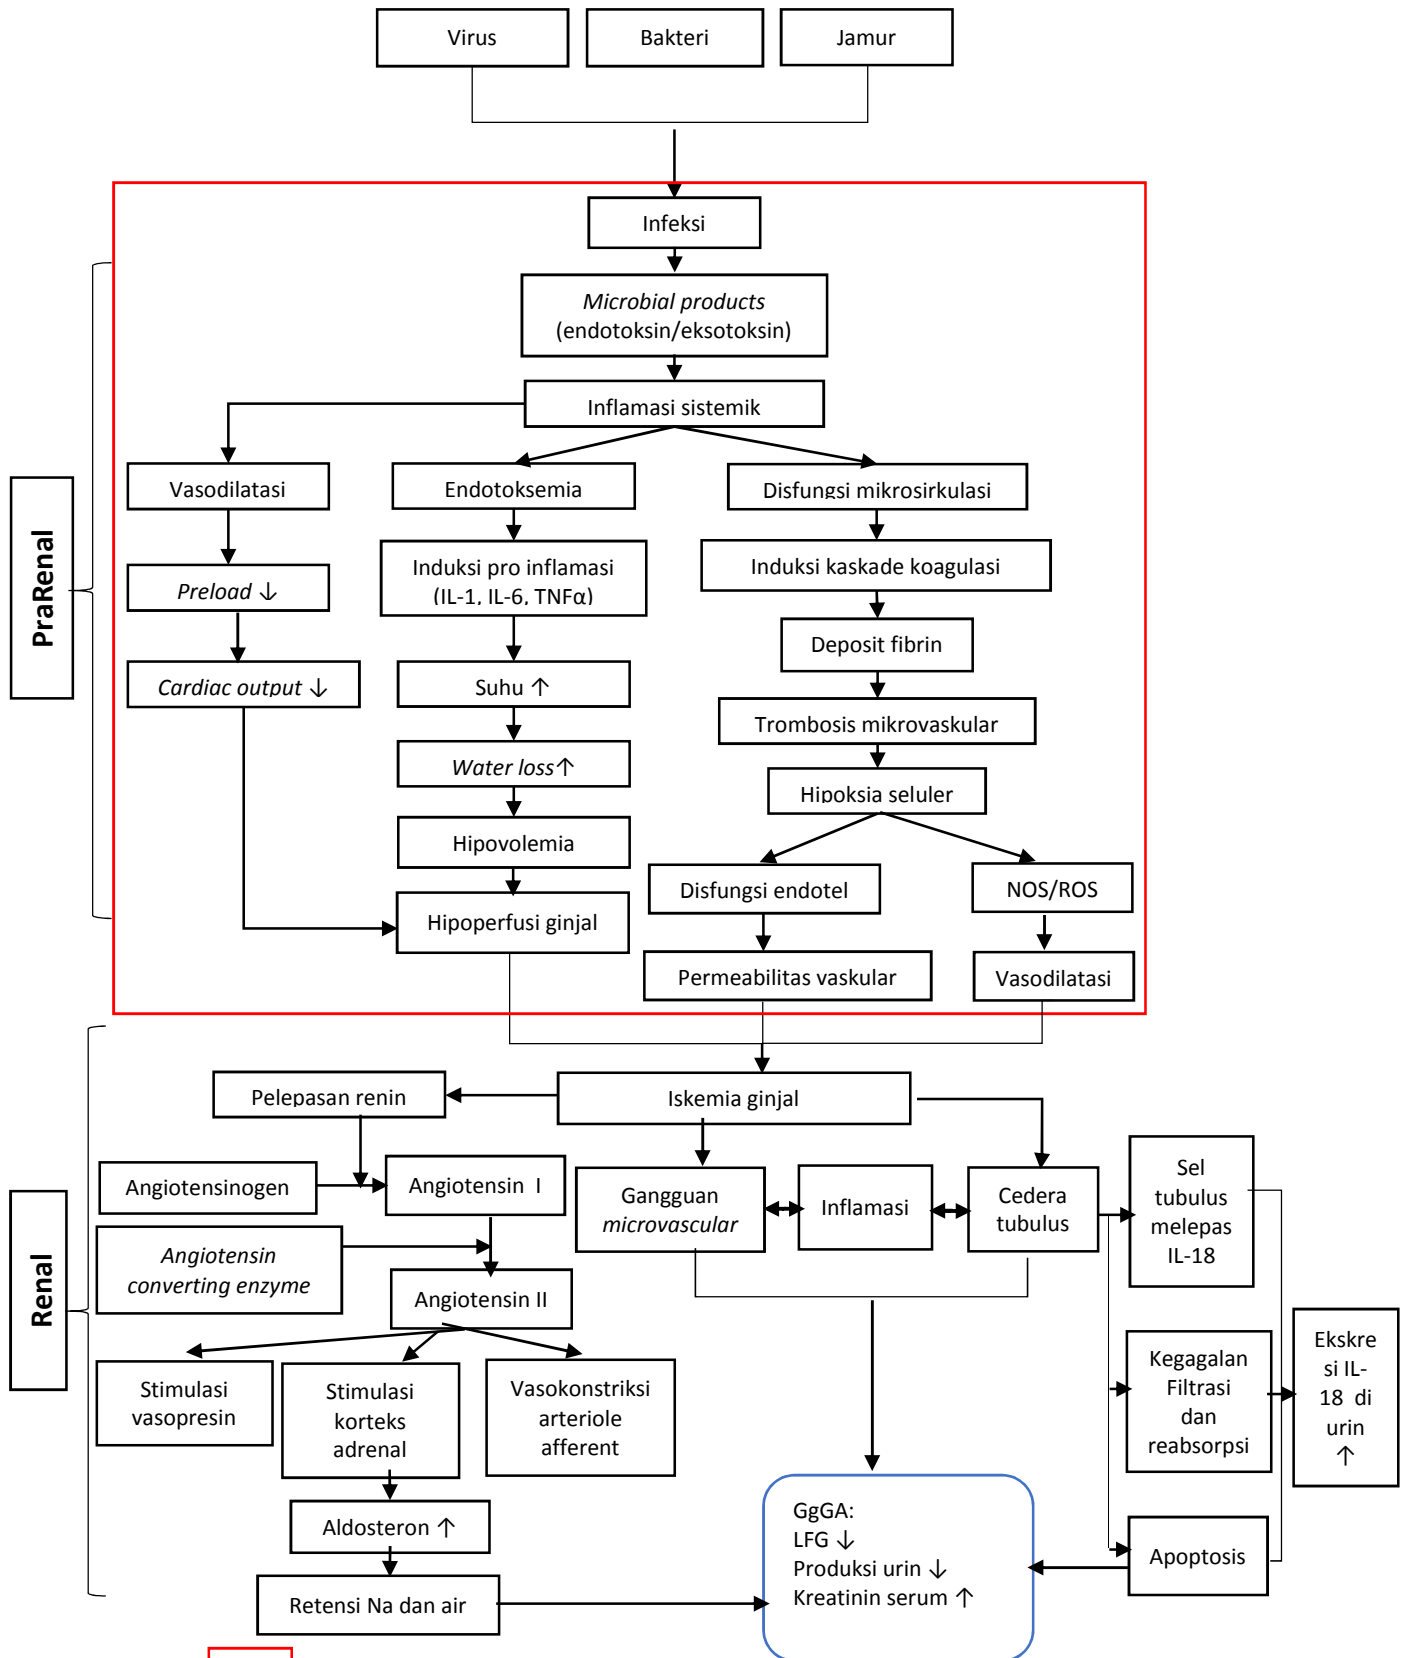 Virus
Bakteri
Jamur
Infeksi
Microbial products
(endotoksin/eksotoksin)
Inflamasi sistemik
Vasodilatasi
Endotoksemia
Disfungsi mikrosirkulasi
PraRenal
Preload ↓
Induksi pro inflamasi
(IL-1, IL-6, TNFα)
Induksi kaskade koagulasi
Deposit fibrin
Cardiac output ↓
Suhu ↑
Trombosis mikrovaskular
Water loss↑
Hipoksia seluler
Hipovolemia
Disfungsi endotel
NOS/ROS
Hipoperfusi ginjal
Permeabilitas vaskular
Vasodilatasi
Pelepasan renin
Iskemia ginjal
Renal
Angiotensinogen
Angiotensin I
Gangguan
microvascular
Inflamasi
Cedera
tubulus
Sel
tubulus
melepas
IL-18
Angiotensin
converting enzyme
Angiotensin II
Stimulasi
vasopresin
Stimulasi
korteks
adrenal
Vasokonstriksi
arteriole
afferent
Kegagalan
Filtrasi
dan
reabsorpsi
Ekskre
si IL-
18 di
urin
↑
Aldosteron ↑
Retensi Na dan air
GgGA:
LFG ↓
Produksi urin ↓
Kreatinin serum ↑
Apoptosis